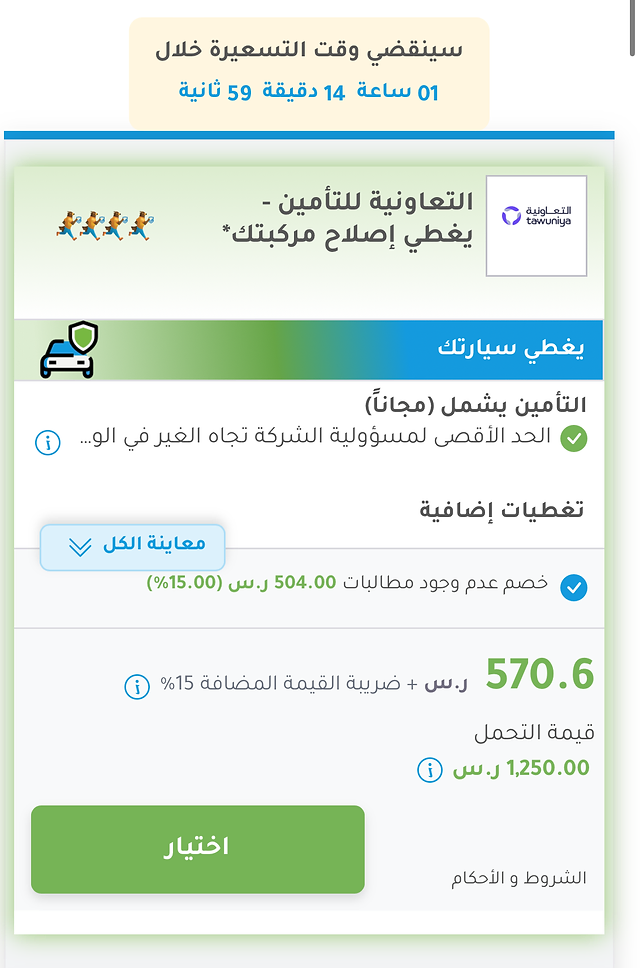 سينقضي وقت التسعيرة خلال
01 ساعة 14 دقيقة 59 ثانية
التعاونية
tawuniya
التعاونية للتأمين -
يغطي إصلاح مركبتك*
يغطي سيارتك
التأمين يشمل (مجاناً)
الحد الأقصى لمسؤولية الشركة تجاه الغير في الو...
تغطيات إضافية
معاينة الكل
خصم عدم وجود مطالبات 504.00 ر.س (15.00%)
570.6 ر.س + ضريبة القيمة المضافة 15%
قيمة التحمل
1,250.00 ر.س
اختيار
الشروط و الأحكام